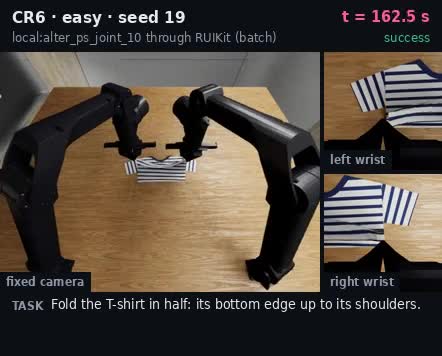 CR6 · easy · seed 19
t = 162.5 s
local:alter_ps_joint_10 through RUIKit (batch)
success
left wrist
right wrist
fixed camera
TASK Fold the T-shirt in half: its bottom edge up to its shoulders.